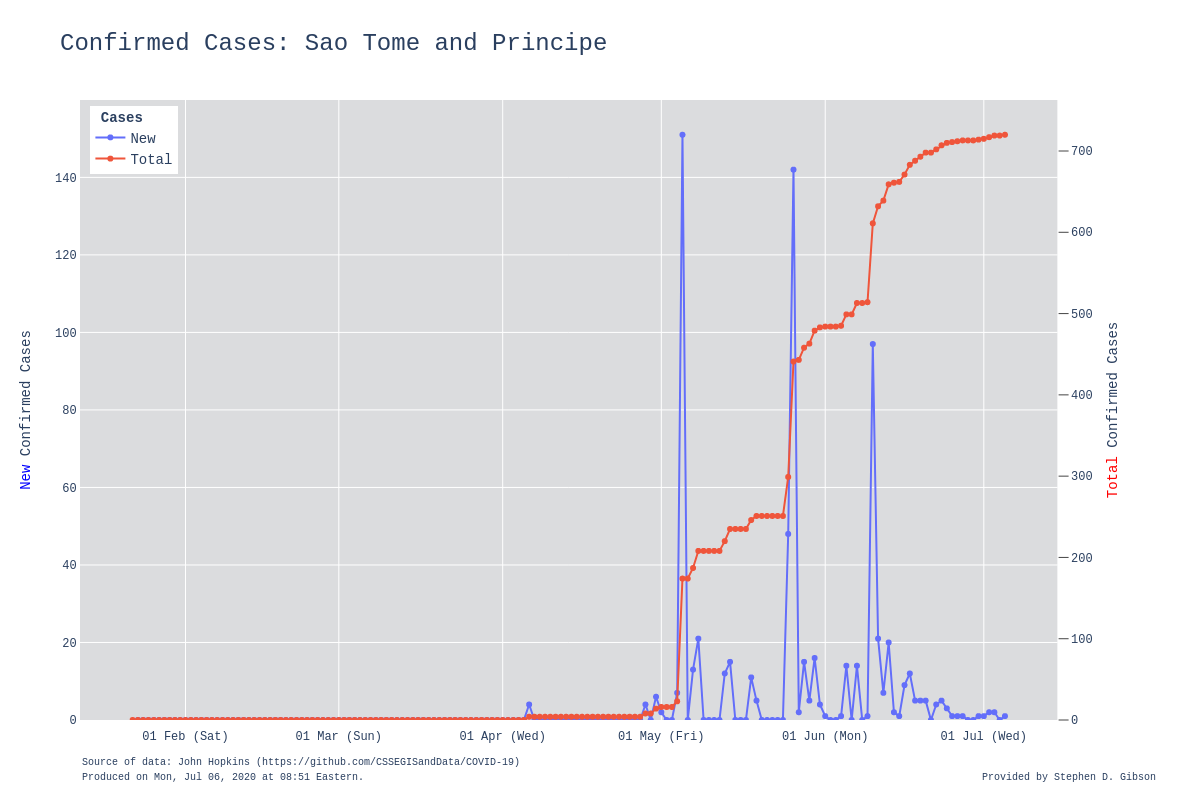 Confirmed Cases: Sao Tome and Principe
Cases
New
Total
140
120
100
80
60
40
20
0
700
600
500
400
300
200
100
0
New Confirmed Cases
Total Confirmed Cases
01 Feb (Sat)
01 Mar (Sun)
01 Apr (Wed)
01 May (Fri)
01 Jun (Mon)
01 Jul (Wed)
Source of data: John Hopkins (https://github.com/CSSEGISandData/COVID-19)
Produced on Mon, Jul 06, 2020 at 08:51 Eastern.
Provided by Stephen D. Gibson